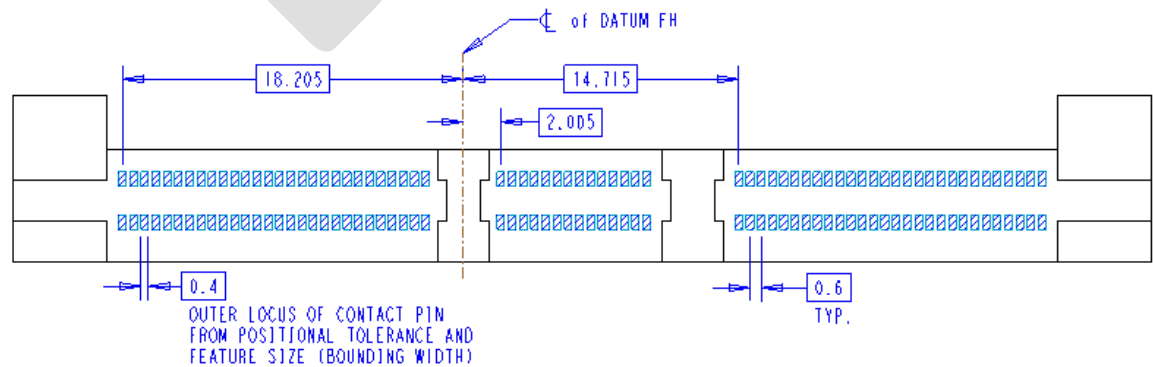 ℄ of DATUM FH
18.205
14.715
2.005
0.4
OUTER LOCUS OF CONTACT PIN
FROM POSITIONAL TOLERANCE AND
FEATURE SIZE (BOUNDING WIDTH)
0.6
TYP.